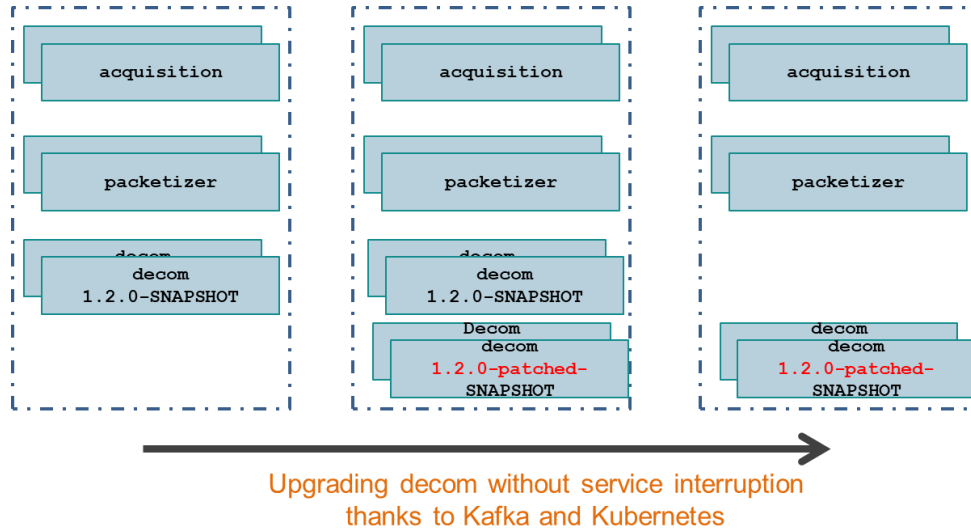 acquisition
packetizer
decom
decom
1.2.0-SNAPSHOT
acquisition
packetizer
decom
decom
1.2.0-SNAPSHOT
Decom
decom
1.2.0-patched-
SNAPSHOT
acquisition
packetizer
decom
decom
1.2.0-patched-
SNAPSHOT
Upgrading decom without service interruption
thanks to Kafka and Kubernetes